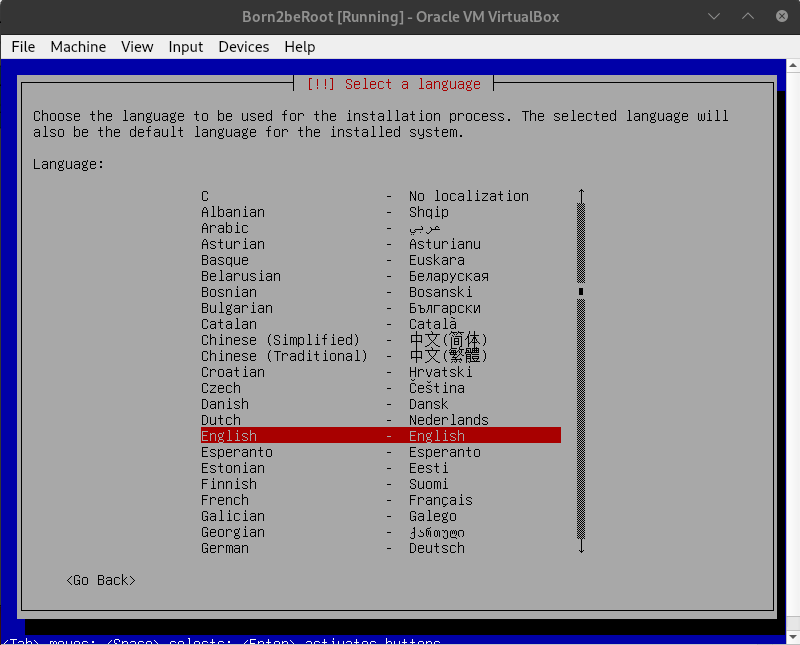 Born2beRoot [Running] - Oracle VM VirtualBox
File Machine View Input Devices Help
[!!] Select a language
Choose the language to be used for the installation process. The selected language will
also be the default language for the installed system.
Language:
C - No localization
Albanian - Shqip
Arabic - عربي
Asturian - Asturianu
Basque - Euskara
Belarusian - Беларуская
Bosnian - Bosanski
Bulgarian - Български
Catalan - Català
Chinese (Simplified) - 中文(简体)
Chinese (Traditional) - 中文(繁體)
Croatian - Hrvatski
Czech - Čeština
Danish - Dansk
Dutch - Nederlands
English - English
Esperanto - Esperanto
Estonian - Eesti
Finnish - Suomi
French - Français
Galician - Galego
Georgian - ქართული
German - Deutsch
<Go Back>
<Tab> moves; <Space> selects; <Enter> activates buttons